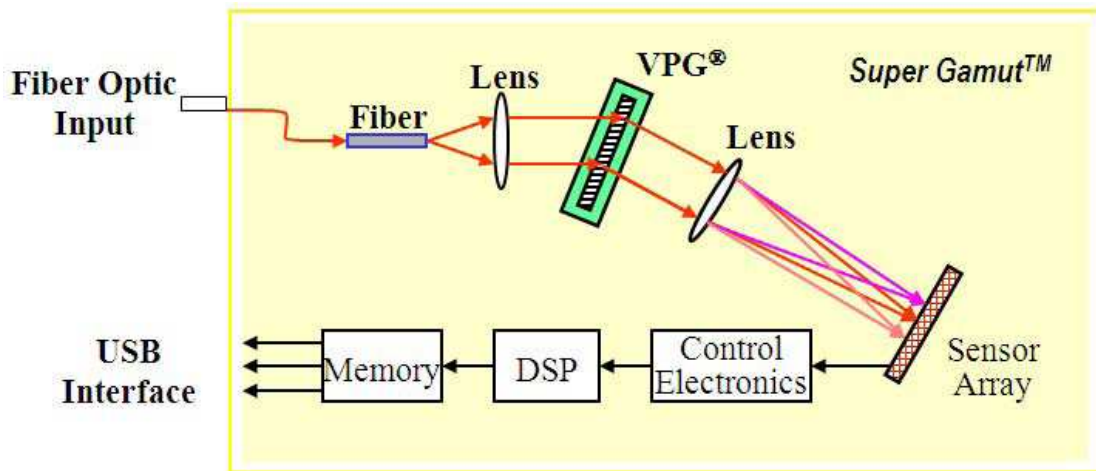 Fiber Optic
Input
Fiber
Lens
VPG®
Super Gamut™
Lens
USB
Interface
Memory
DSP
Control
Electronics
Sensor
Array